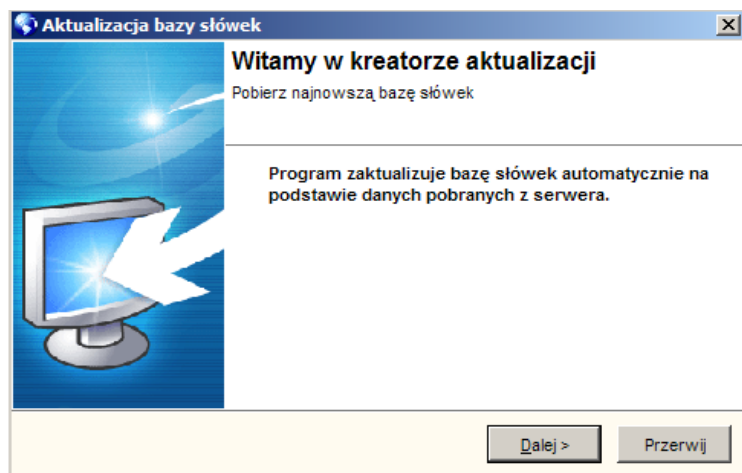 Aktualizacja bazy słówek
Witamy w kreatorze aktualizacji
Pobierz najnowszą bazę słówek
Program zaktualizuje bazę słówek automatycznie na
podstawie danych pobranych z serwera.
Dalej >
Przerwij